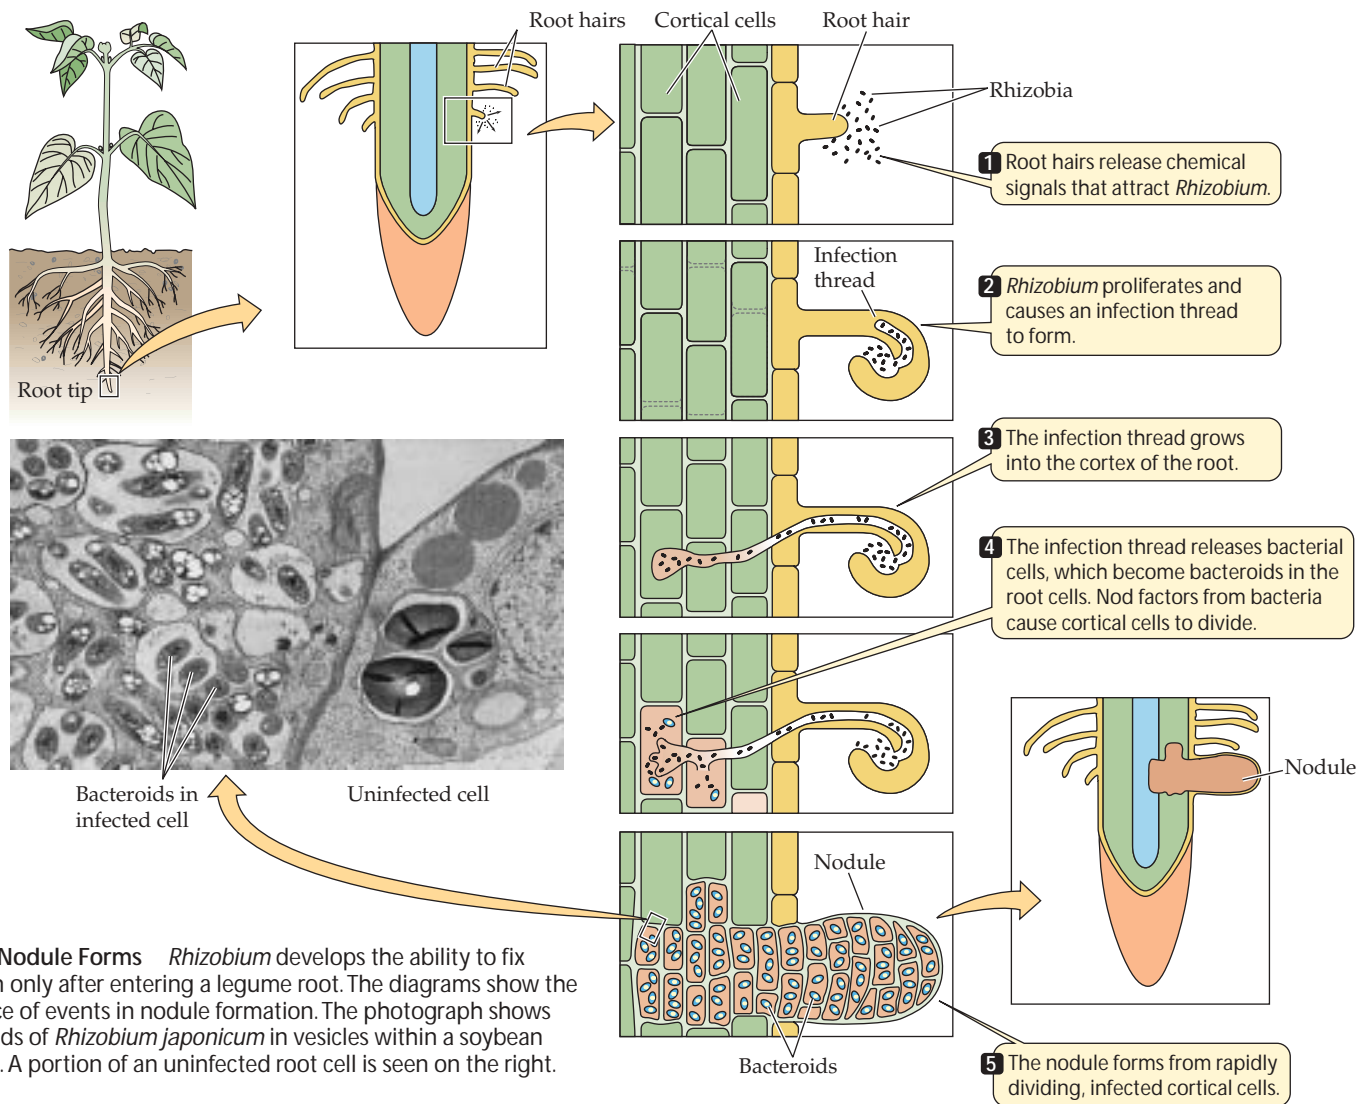 Root hairs
Cortical cells
Root hair
Rhizobia
1 Root hairs release chemical
signals that attract Rhizobium.
Infection
thread
2 Rhizobium proliferates and
causes an infection thread
to form.
Root tip
3 The infection thread grows
into the cortex of the root.
4 The infection thread releases bacterial
cells, which become bacteroids in the
root cells. Nod factors from bacteria
cause cortical cells to divide.
Bacteroids in
infected cell
Uninfected cell
Nodule
Nodule
Bacteroids
5 The nodule forms from rapidly
dividing, infected cortical cells.
Nodule Forms Rhizobium develops the ability to fix
n only after entering a legume root. The diagrams show the
ce of events in nodule formation. The photograph shows
ds of Rhizobium japonicum in vesicles within a soybean
. A portion of an uninfected root cell is seen on the right.